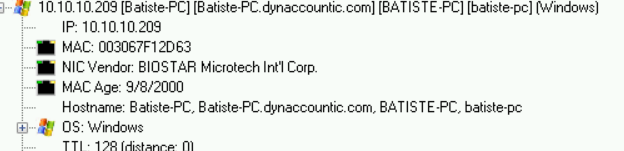 10.10.10.209 [Batiste-PC] [Batiste-PC.dynaccountic.com] [BATISTE-PC] [batiste-pc] (Windows)
IP: 10.10.10.209
MAC: 003067F12D63
NIC Vendor: BIOSTAR Microtech Int'l Corp.
MAC Age: 9/8/2000
Hostname: Batiste-PC, Batiste-PC.dynaccountic.com, BATISTE-PC, batiste-pc
OS: Windows
TTL: 128 (distance: 0)